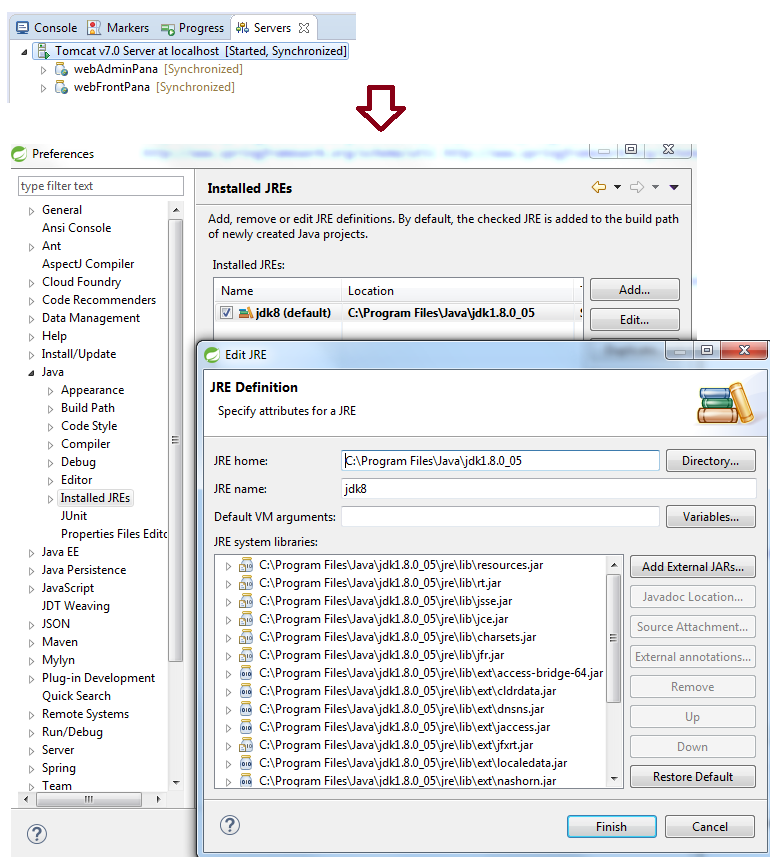 Console Markers Progress Servers
Tomcat v7.0 Server at localhost [Started, Synchronized]
webAdminPana [Synchronized]
webFrontPana [Synchronized]
Preferences
type filter text
General
Ansi Console
Ant
AspectJ Compiler
Cloud Foundry
Code Recommenders
Data Management
Help
Install/Update
Java
Appearance
Build Path
Code Style
Compiler
Debug
Editor
Installed JREs
JUnit
Properties Files Edito
Java EE
Java Persistence
JavaScript
JDT Weaving
JSON
Maven
Mylyn
Plug-in Development
Quick Search
Remote Systems
Run/Debug
Server
Spring
Team
Installed JREs
Add, remove or edit JRE definitions. By default, the checked JRE is added to the build path
of newly created Java projects.
Installed JREs:
Name Location
jdk8 (default) C:\Program Files\Java\jdk1.8.0_05
Add...
Edit...
Edit JRE
JRE Definition
Specify attributes for a JRE
JRE home: C:\Program Files\Java\jdk1.8.0_05 Directory...
JRE name: jdk8
Default VM arguments: Variables...
JRE system libraries:
C:\Program Files\Java\jdk1.8.0_05\jre\lib\resources.jar
C:\Program Files\Java\jdk1.8.0_05\jre\lib\rt.jar
C:\Program Files\Java\jdk1.8.0_05\jre\lib\jsse.jar
C:\Program Files\Java\jdk1.8.0_05\jre\lib\jce.jar
C:\Program Files\Java\jdk1.8.0_05\jre\lib\charsets.jar
C:\Program Files\Java\jdk1.8.0_05\jre\lib\jfr.jar
C:\Program Files\Java\jdk1.8.0_05\jre\lib\ext\access-bridge-64.jar
C:\Program Files\Java\jdk1.8.0_05\jre\lib\ext\cldrdata.jar
C:\Program Files\Java\jdk1.8.0_05\jre\lib\ext\dnsns.jar
C:\Program Files\Java\jdk1.8.0_05\jre\lib\ext\jaccess.jar
C:\Program Files\Java\jdk1.8.0_05\jre\lib\ext\jfxrt.jar
C:\Program Files\Java\jdk1.8.0_05\jre\lib\ext\localedata.jar
C:\Program Files\Java\jdk1.8.0_05\jre\lib\ext\nashorn.jar
Add External JARs...
Javadoc Location...
Source Attachment...
External annotations...
Remove
Up
Down
Restore Default
Finish Cancel